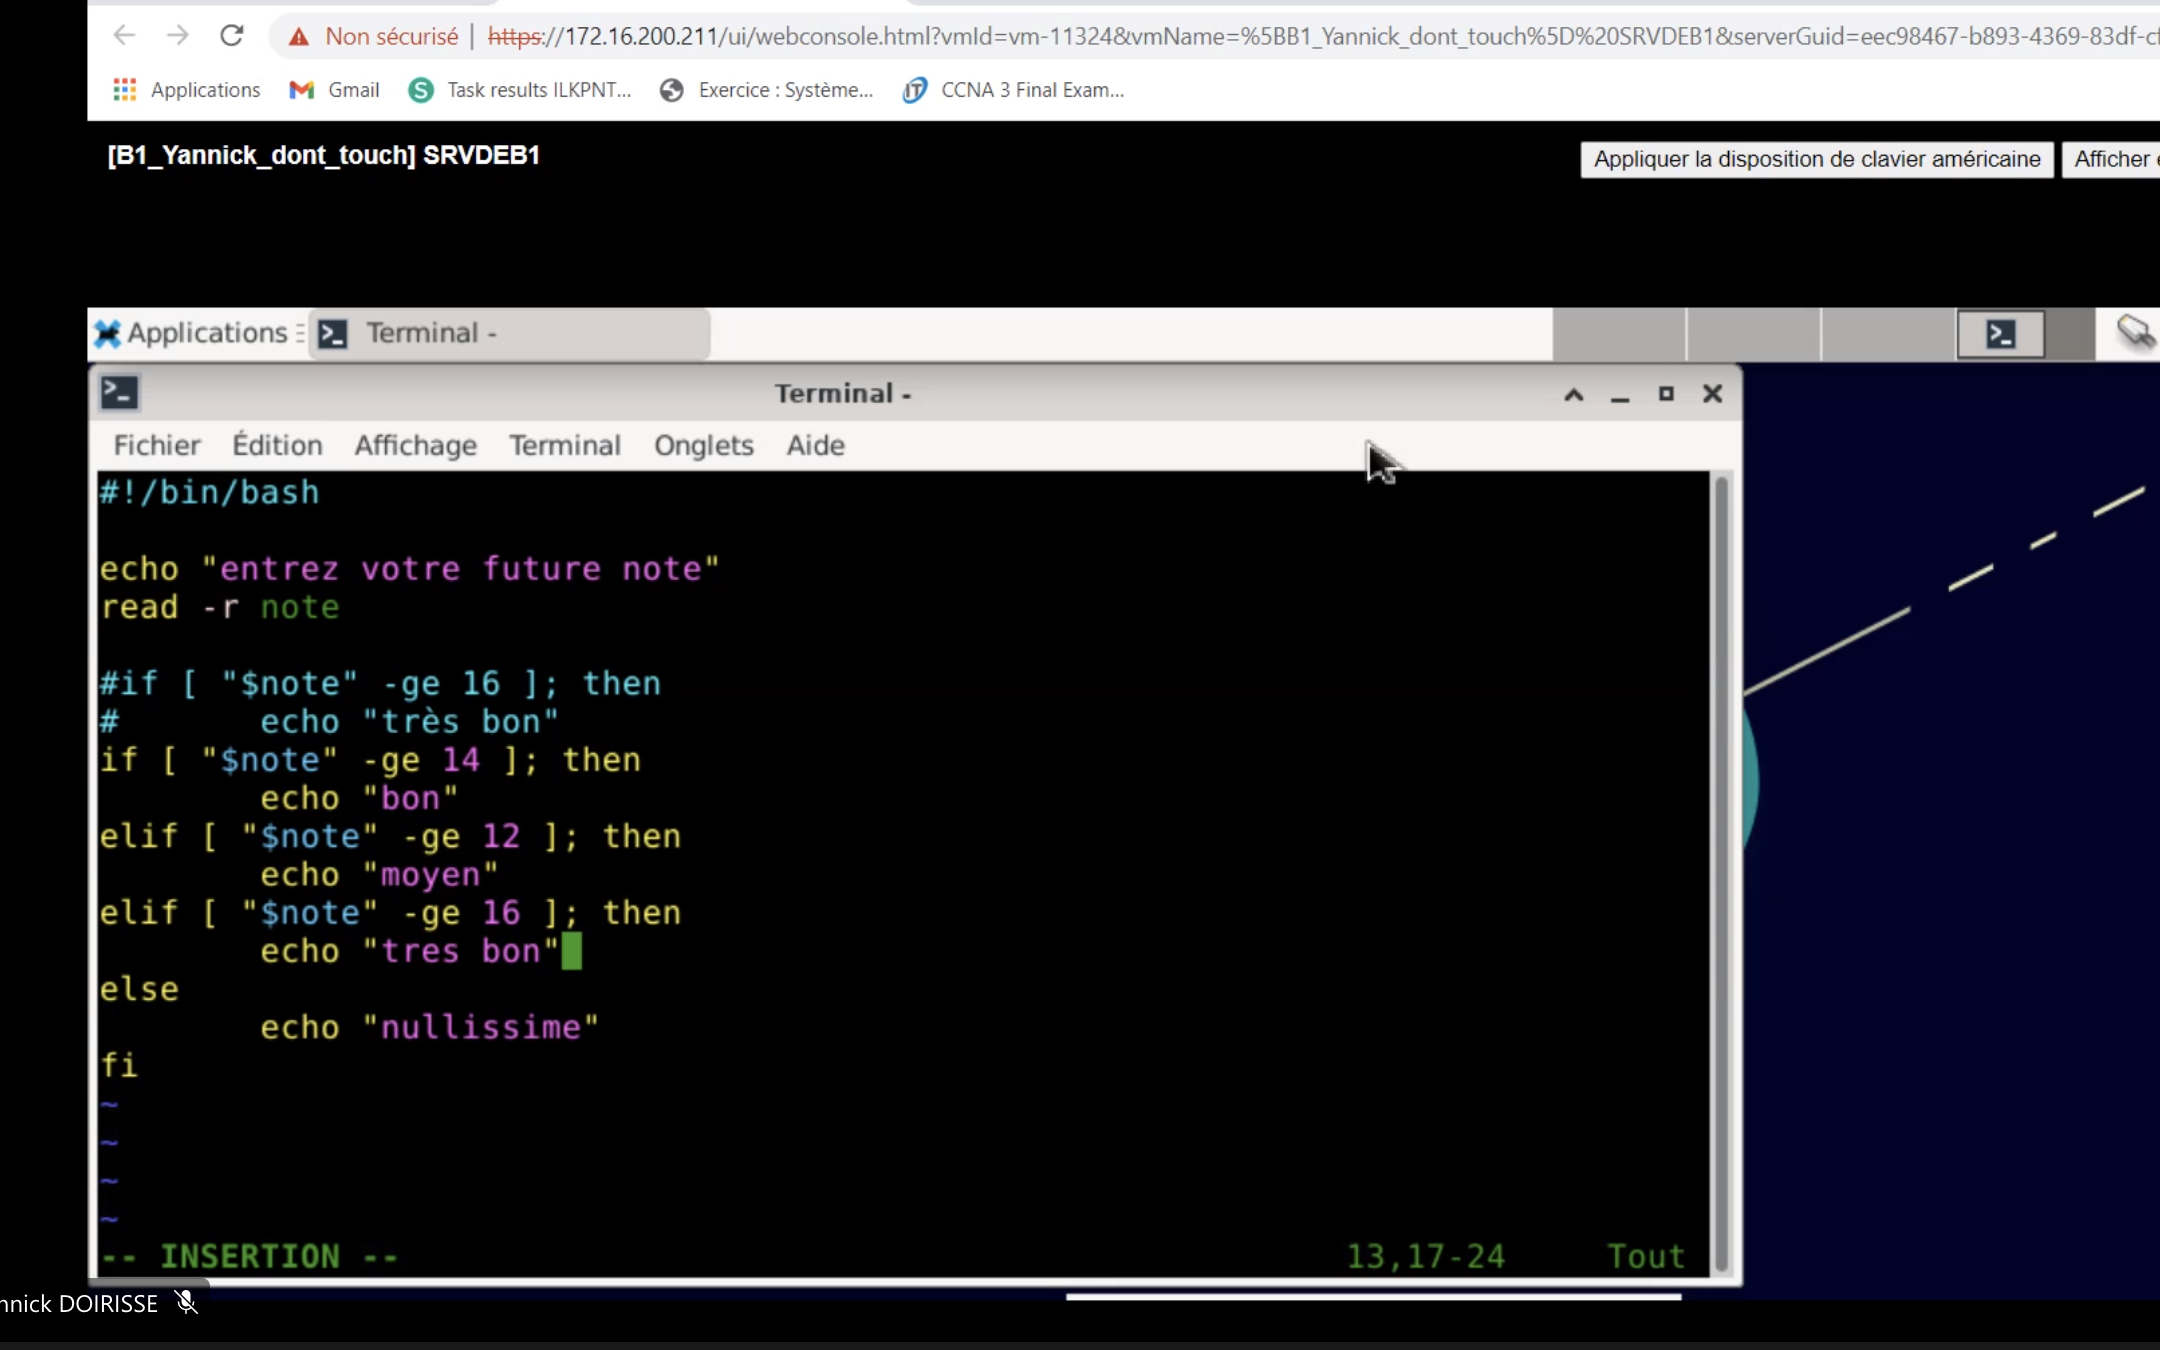 Non sécurisé | https://172.16.200.211/ui/webconsole.html?vmId=vm-11324&vmName=%5BB1_Yannick_dont_touch%5D%20SRVDEB1&serverGuid=eec98467-b893-4369-83df-cf
Applications Gmail Task results ILKPNT... Exercice : Système... CCNA 3 Final Exam...
[B1_Yannick_dont_touch] SRVDEB1
Appliquer la disposition de clavier américaine Afficher
Applications Terminal -
Terminal -
Fichier Édition Affichage Terminal Onglets Aide
#!/bin/bash
echo "entrez votre future note"
read -r note
#if [ "$note" -ge 16 ]; then
#       echo "très bon"
if [ "$note" -ge 14 ]; then
        echo "bon"
elif [ "$note" -ge 12 ]; then
        echo "moyen"
elif [ "$note" -ge 16 ]; then
        echo "tres bon"
else
        echo "nullissime"
fi
~
~
~
~
-- INSERTION -- 13,17-24 Tout
nnick DOIRISSE